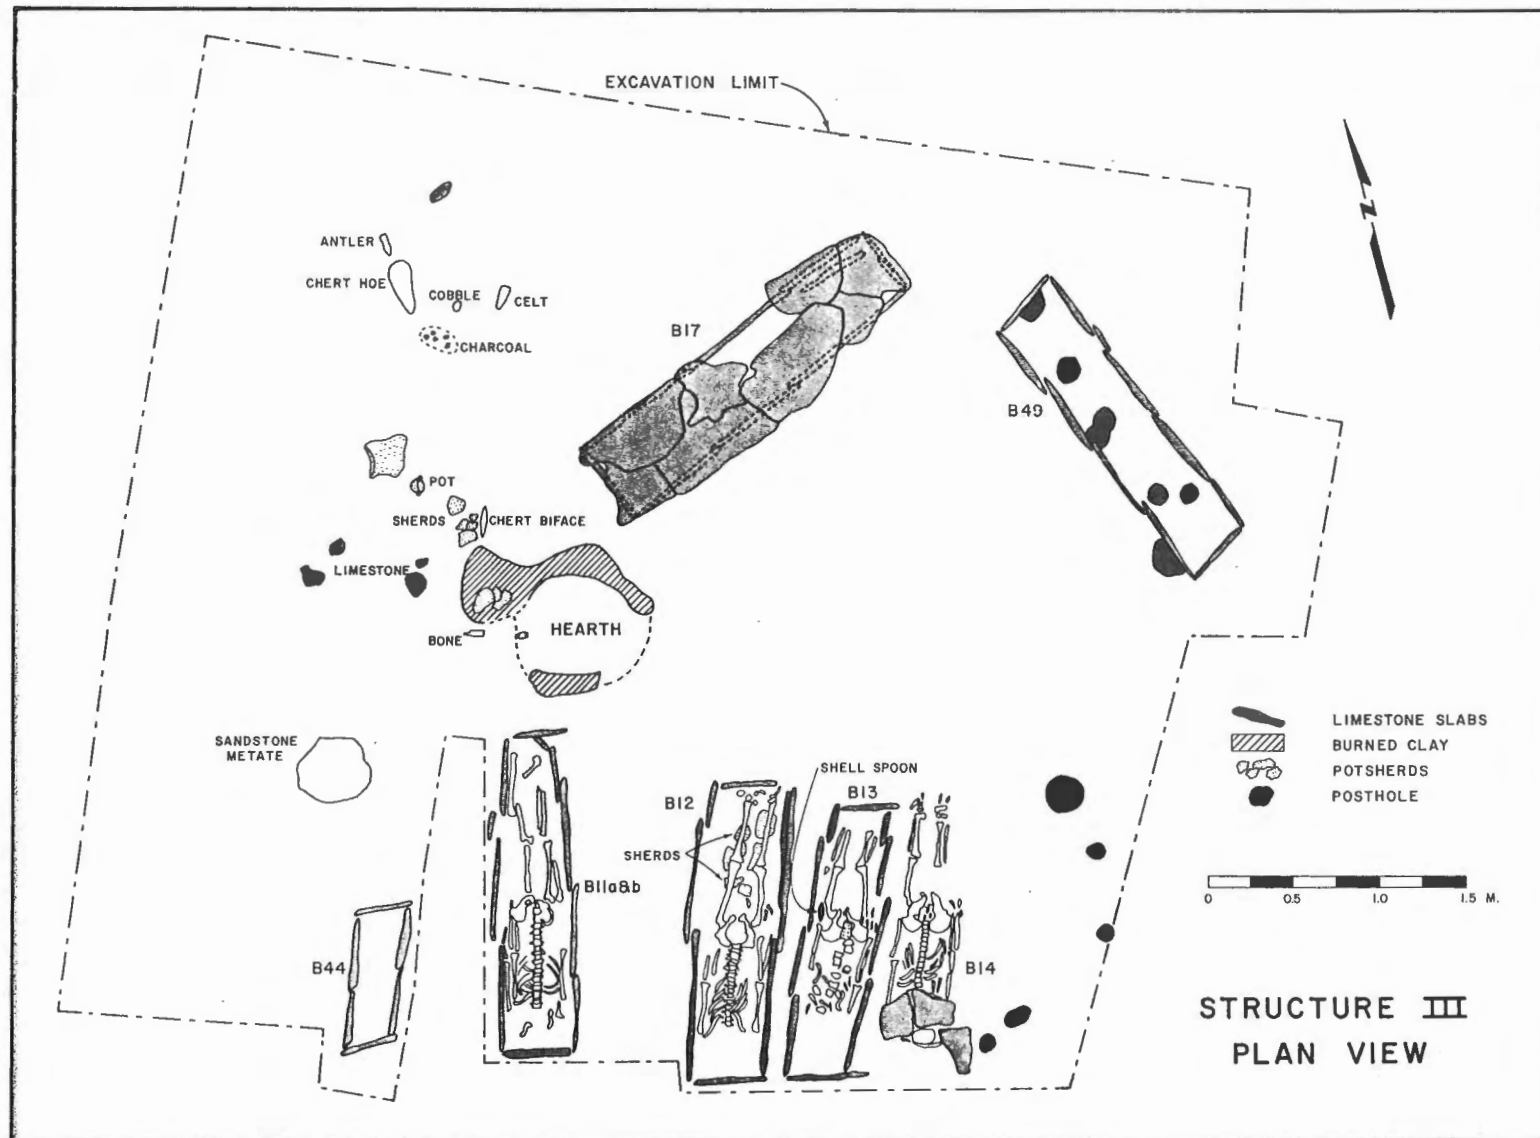 EXCAVATION LIMIT
N
ANTLER
CHERT HOE
COBBLE
CELT
CHARCOAL
B17
B49
POT
SHERDS
CHERT BIFACE
LIMESTONE
BONE
HEARTH
SANDSTONE
METATE
SHELL SPOON
B12
B13
SHERDS
B11a&b
B44
B14
LIMESTONE SLABS
BURNED CLAY
POTSHERDS
POSTHOLE
0 0.5 1.0 1.5 M.
STRUCTURE III
PLAN VIEW